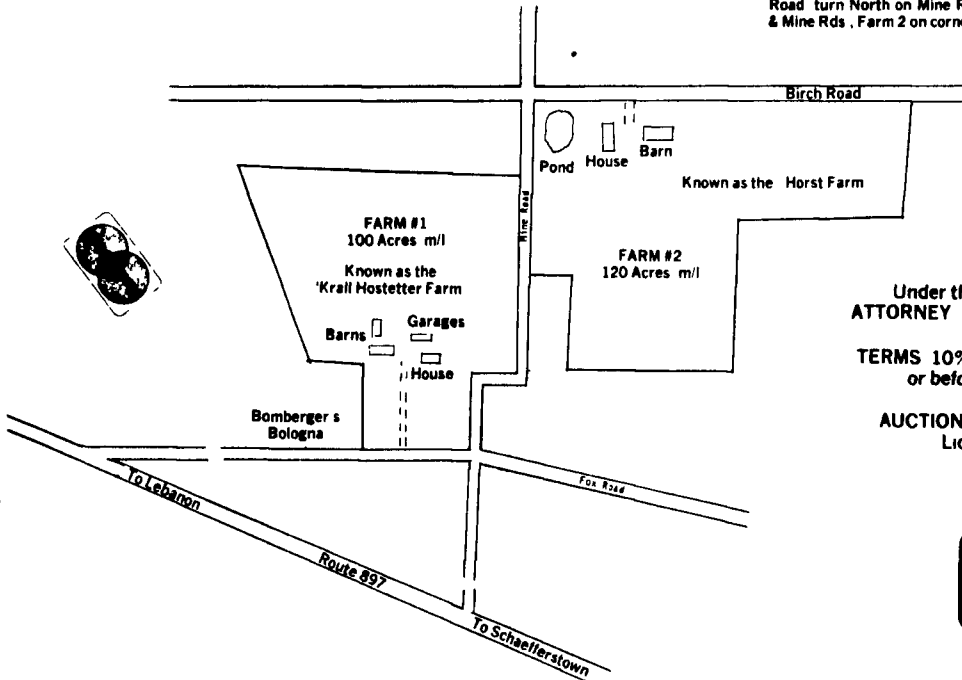 Road turn North on Mine R
& Mine Rds , Farm 2 on corn
Birch Road
Pond
House
Barn
Known as the Horst Farm
Mine Road
FARM #1
100 Acres m/l
Known as the
'Krall Hostetter Farm
FARM #2
120 Acres m/l
Barns
Garages
House
Bomberger s
Bologna
Under th
ATTORNEY
TERMS 10%
or befo
AUCTION
Lic
Fox Road
To Lebanon
Route 897
To Schaefferstown